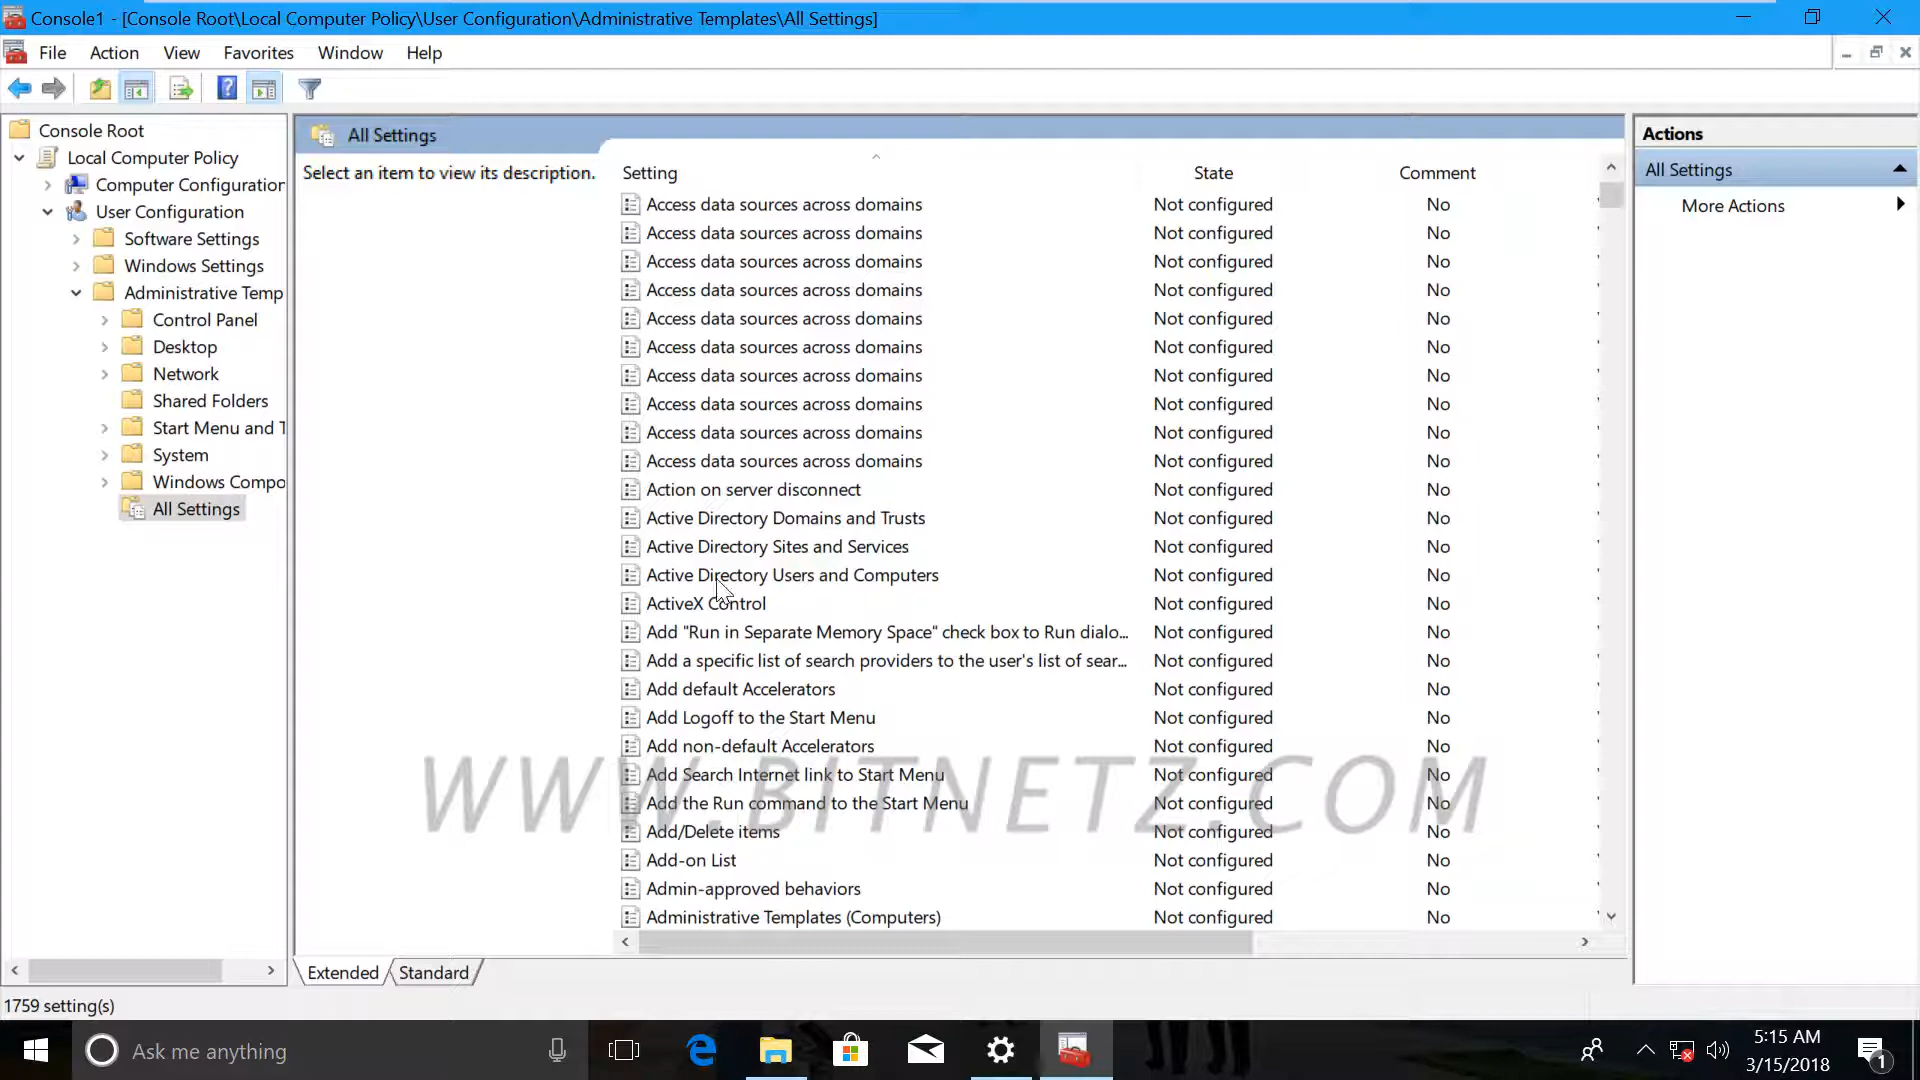 Console1 - [Console Root\Local Computer Policy\User Configuration\Administrative Templates\All Settings]
File Action View Favorites Window Help
Console Root
Local Computer Policy
Computer Configuration
User Configuration
Software Settings
Windows Settings
Administrative Temp
Control Panel
Desktop
Network
Shared Folders
Start Menu and T
System
Windows Compo
All Settings
All Settings
Select an item to view its description.
Setting State Comment
Access data sources across domains Not configured No
Access data sources across domains Not configured No
Access data sources across domains Not configured No
Access data sources across domains Not configured No
Access data sources across domains Not configured No
Access data sources across domains Not configured No
Access data sources across domains Not configured No
Access data sources across domains Not configured No
Access data sources across domains Not configured No
Access data sources across domains Not configured No
Action on server disconnect Not configured No
Active Directory Domains and Trusts Not configured No
Active Directory Sites and Services Not configured No
Active Directory Users and Computers Not configured No
ActiveX Control Not configured No
Add "Run in Separate Memory Space" check box to Run dialo... Not configured No
Add a specific list of search providers to the user's list of sear... Not configured No
Add default Accelerators Not configured No
Add Logoff to the Start Menu Not configured No
Add non-default Accelerators Not configured No
Add Search Internet link to Start Menu Not configured No
Add the Run command to the Start Menu Not configured No
Add/Delete items Not configured No
Add-on List Not configured No
Admin-approved behaviors Not configured No
Administrative Templates (Computers) Not configured No
WWW.BITNETZ.COM
Extended Standard
Actions
All Settings
More Actions
1759 setting(s)
Ask me anything
5:15 AM
3/15/2018
1